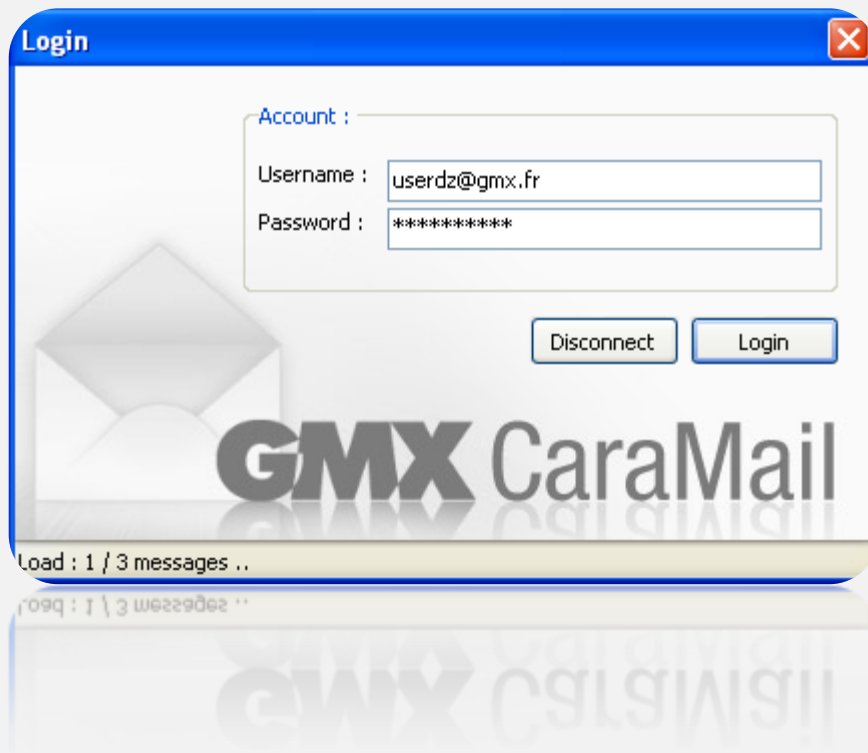 Login
Account :
Username : userdz@gmx.fr
Password : **********
Disconnect Login
GMX CaraMail
Load : 1 / 3 messages ..